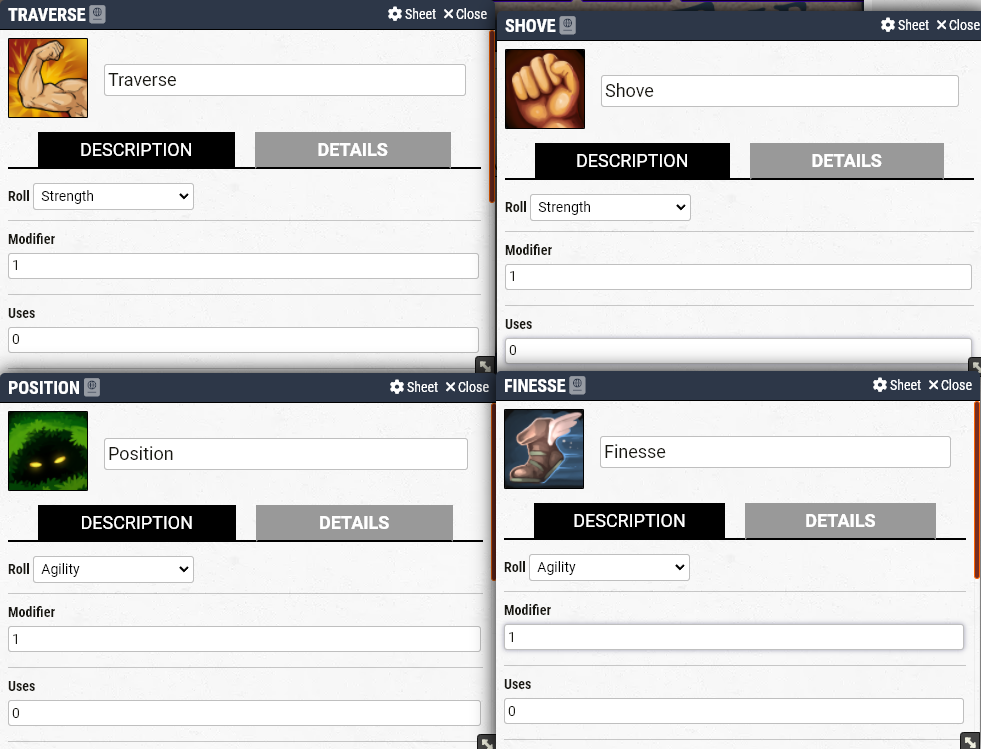 TRAVERSE Sheet Close
Traverse
DESCRIPTION DETAILS
Roll Strength
Modifier
1
Uses
0
SHOVE Sheet Close
Shove
DESCRIPTION DETAILS
Roll Strength
Modifier
1
Uses
0
POSITION Sheet Close
Position
DESCRIPTION DETAILS
Roll Agility
Modifier
1
Uses
0
FINESSE Sheet Close
Finesse
DESCRIPTION DETAILS
Roll Agility
Modifier
1
Uses
0